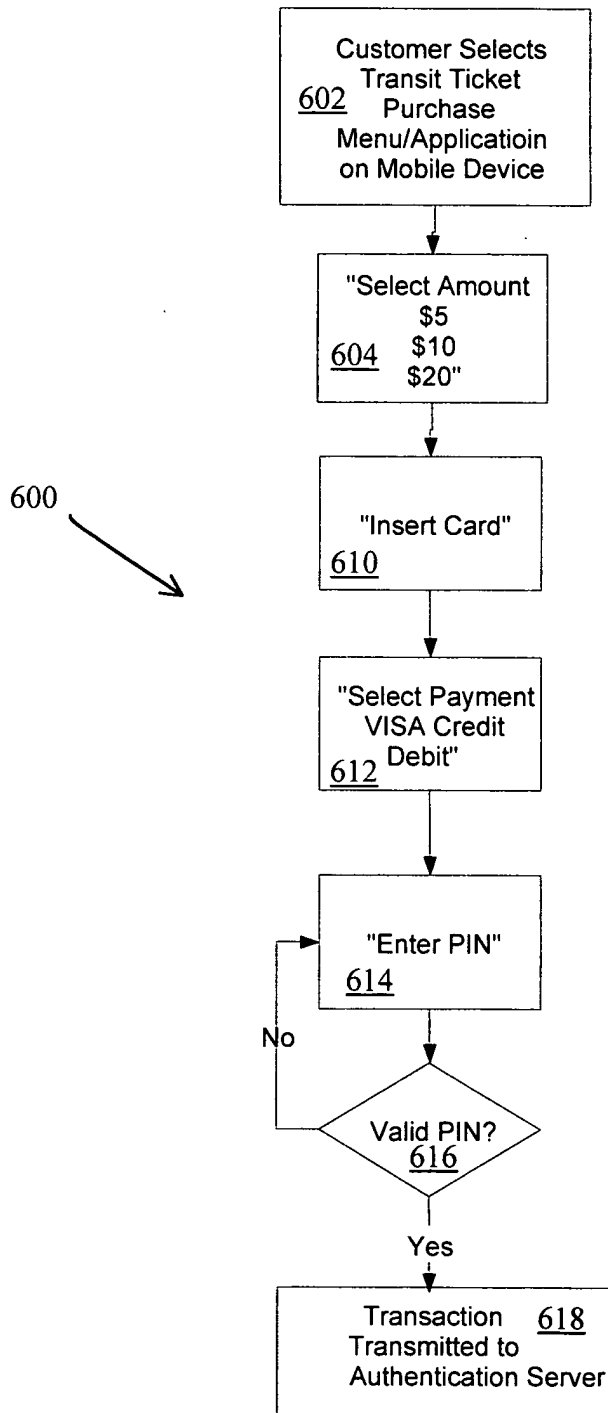 Customer Selects
602 Transit Ticket
Purchase
Menu/Applicatioin
on Mobile Device
"Select Amount
$5
604 $10
$20"
600
"Insert Card"
610
"Select Payment
VISA Credit
Debit"
612
"Enter PIN"
614
No
Valid PIN?
616
Yes
Transaction 618
Transmitted to
Authentication Server